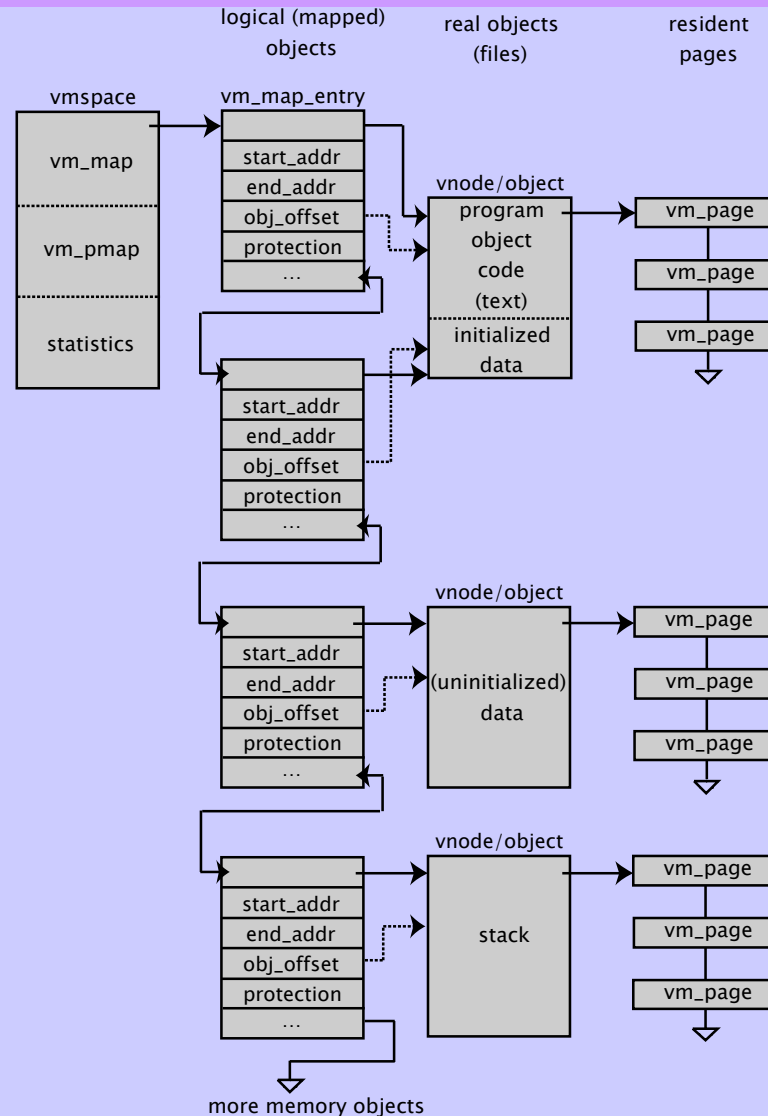 logical (mapped)
objects
real objects
(files)
resident
pages
vmspace
vm_map
vm_pmap
statistics
vm_map_entry
start_addr
end_addr
obj_offset
protection
...
start_addr
end_addr
obj_offset
protection
...
start_addr
end_addr
obj_offset
protection
...
start_addr
end_addr
obj_offset
protection
...
more memory objects
vnode/object
program
object
code
(text)
initialized
data
vnode/object
(uninitialized)
data
vnode/object
stack
vm_page
vm_page
vm_page
vm_page
vm_page
vm_page
vm_page
vm_page
vm_page